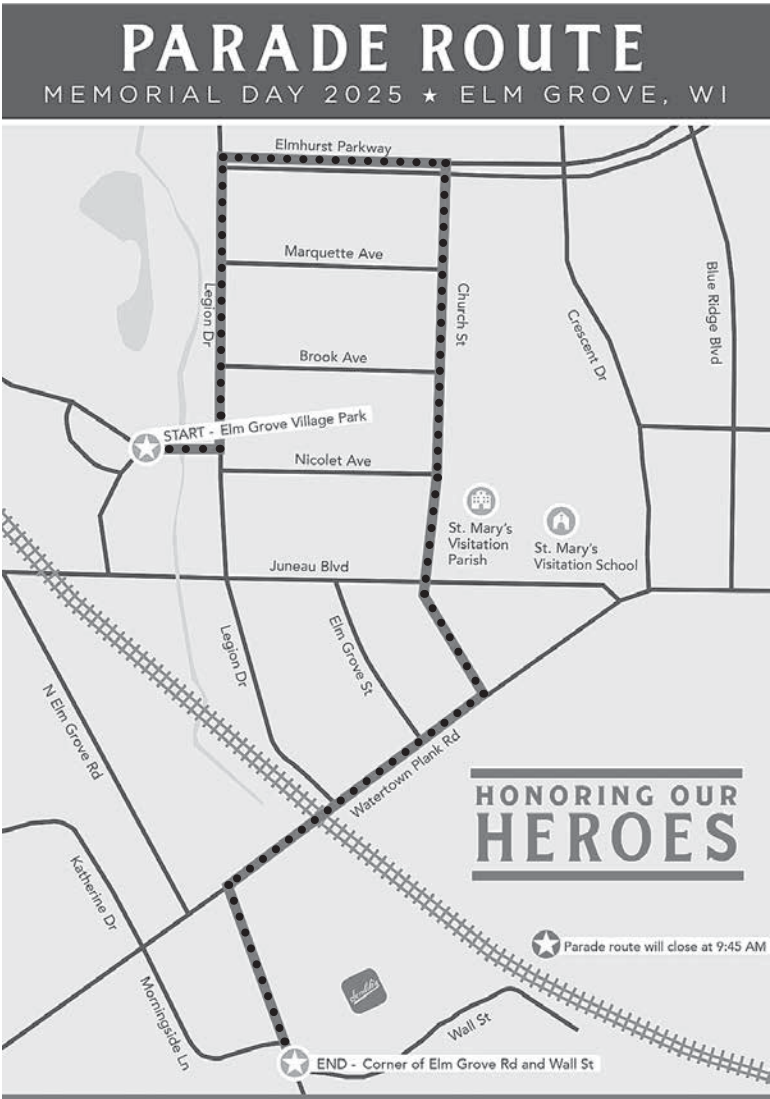 PARADE ROUTE
MEMORIAL DAY 2025 ★ ELM GROVE, WI
Elmhurst Parkway
Marquette Ave
Legion Dr
Church St
Blue Ridge Blvd
Crescent Dr
Brook Ave
START - Elm Grove Village Park
Nicolet Ave
St. Mary's
Visitation
Parish
St. Mary's
Visitation School
Juneau Blvd
Legion Dr
Elm Grove St
N Elm Grove Rd
Watertown Plank Rd
HONORING OUR
HEROES
Katherine Dr
Parade route will close at 9:45 AM
Morningside Ln
Wall St
END - Corner of Elm Grove Rd and Wall St